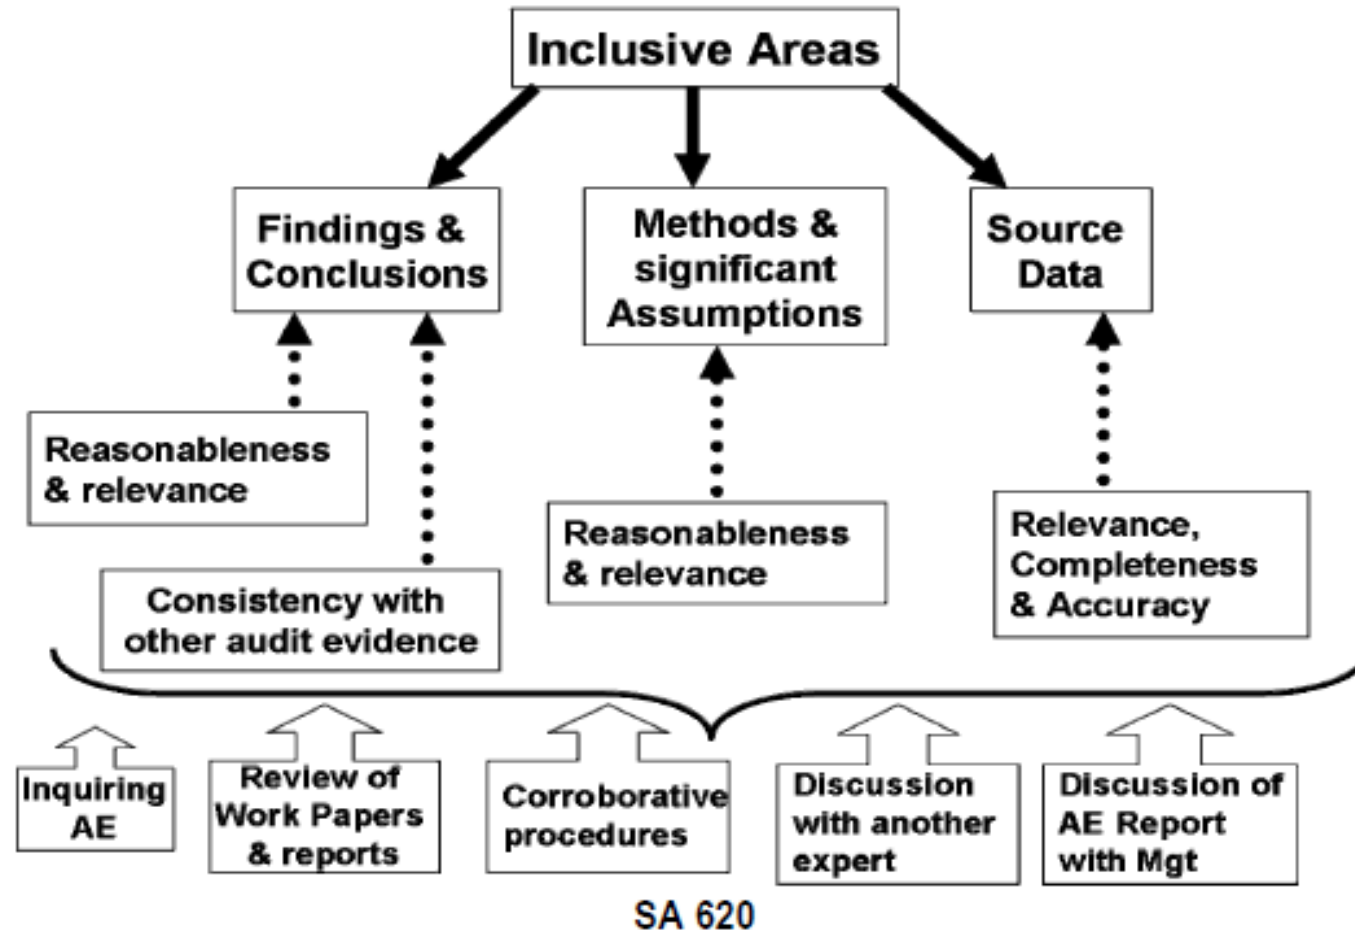 Inclusive Areas
Findings &
Conclusions
Methods &
significant
Assumptions
Source
Data
Reasonableness
& relevance
Consistency with
other audit evidence
Reasonableness
& relevance
Relevance,
Completeness
& Accuracy
Inquiring
AE
Review of
Work Papers
& reports
Corroborative
procedures
Discussion
with another
expert
Discussion of
AE Report
with Mgt
SA 620